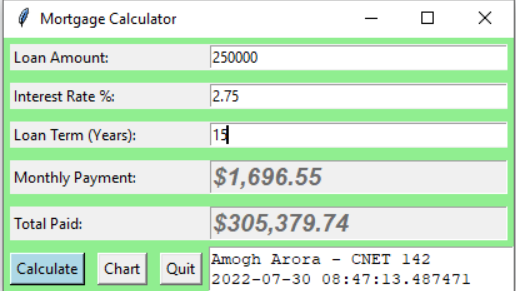 Mortgage Calculator
Loan Amount: 250000
Interest Rate %: 2.75
Loan Term (Years): 15
Monthly Payment: $1,696.55
Total Paid: $305,379.74
Calculate Chart Quit
Amogh Arora - CNET 142
2022-07-30 08:47:13.487471